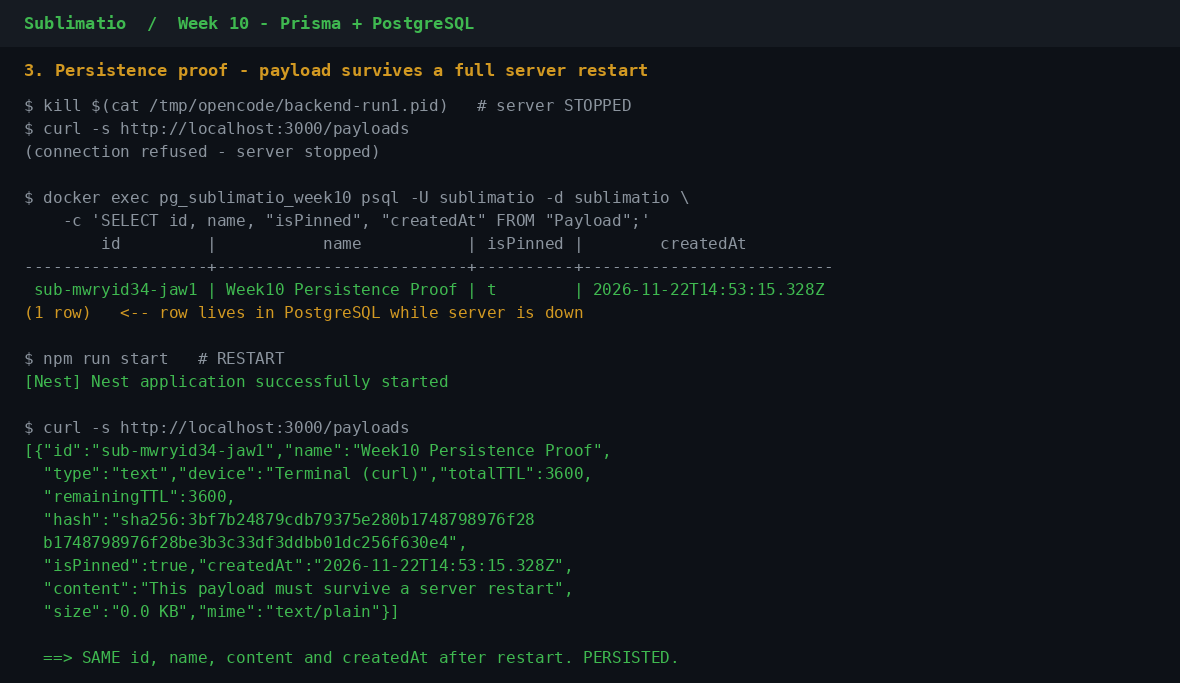 Sublimatio  /  Week 10 - Prisma + PostgreSQL
3. Persistence proof - payload survives a full server restart
$ kill $(cat /tmp/opencode/backend-run1.pid)   # server STOPPED
$ curl -s http://localhost:3000/payloads
(connection refused - server stopped)
$ docker exec pg_sublimatio_week10 psql -U sublimatio -d sublimatio \
    -c 'SELECT id, name, "isPinned", "createdAt" FROM "Payload";'
        id         |           name           | isPinned |        createdAt
-------------------+--------------------------+----------+--------------------------
 sub-mwryid34-jaw1 | Week10 Persistence Proof | t        | 2026-11-22T14:53:15.328Z
(1 row)   <-- row lives in PostgreSQL while server is down
$ npm run start   # RESTART
[Nest] Nest application successfully started
$ curl -s http://localhost:3000/payloads
[{"id":"sub-mwryid34-jaw1","name":"Week10 Persistence Proof",
  "type":"text","device":"Terminal (curl)","totalTTL":3600,
  "remainingTTL":3600,
  "hash":"sha256:3bf7b24879cdb79375e280b1748798976f28
  b1748798976f28be3b3c33df3ddbb01dc256f630e4",
  "isPinned":true,"createdAt":"2026-11-22T14:53:15.328Z",
  "content":"This payload must survive a server restart",
  "size":"0.0 KB","mime":"text/plain"}]
  ==> SAME id, name, content and createdAt after restart. PERSISTED.